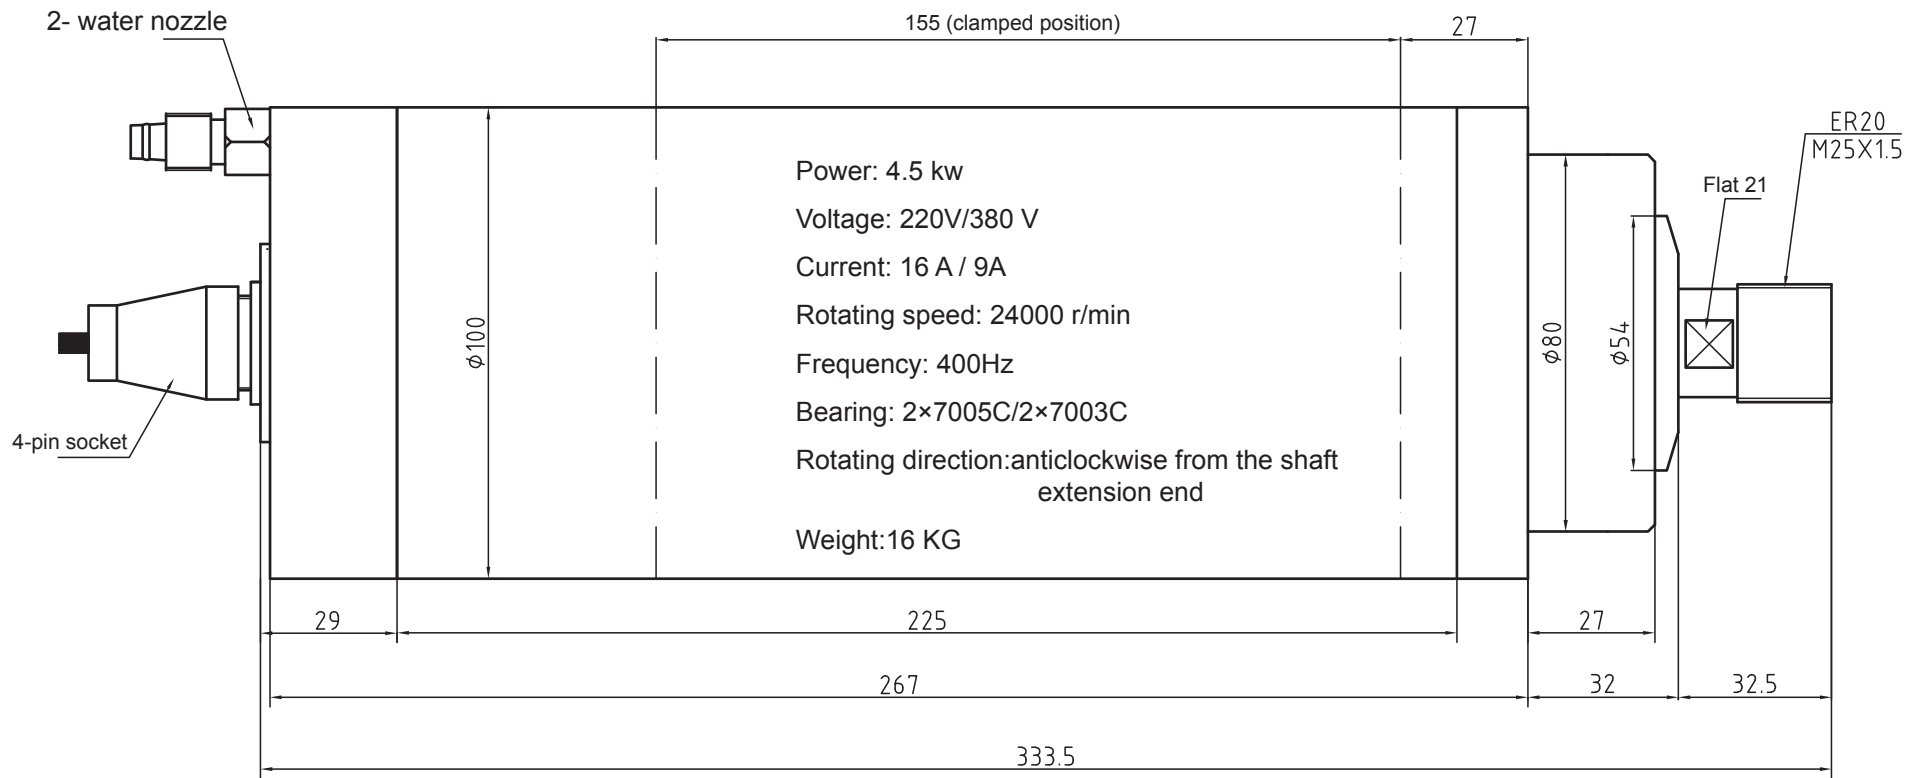 2- water nozzle
155 (clamped position)
27
ER20
M25X1.5
Flat 21
Power: 4.5 kw
Voltage: 220V/380 V
Current: 16 A / 9A
Rotating speed: 24000 r/min
Frequency: 400Hz
Bearing: 2×7005C/2×7003C
Rotating direction:anticlockwise from the shaft
extension end
Weight:16 KG
ϕ100
ϕ80
ϕ54
4-pin socket
29
225
27
267
32
32.5
333.5